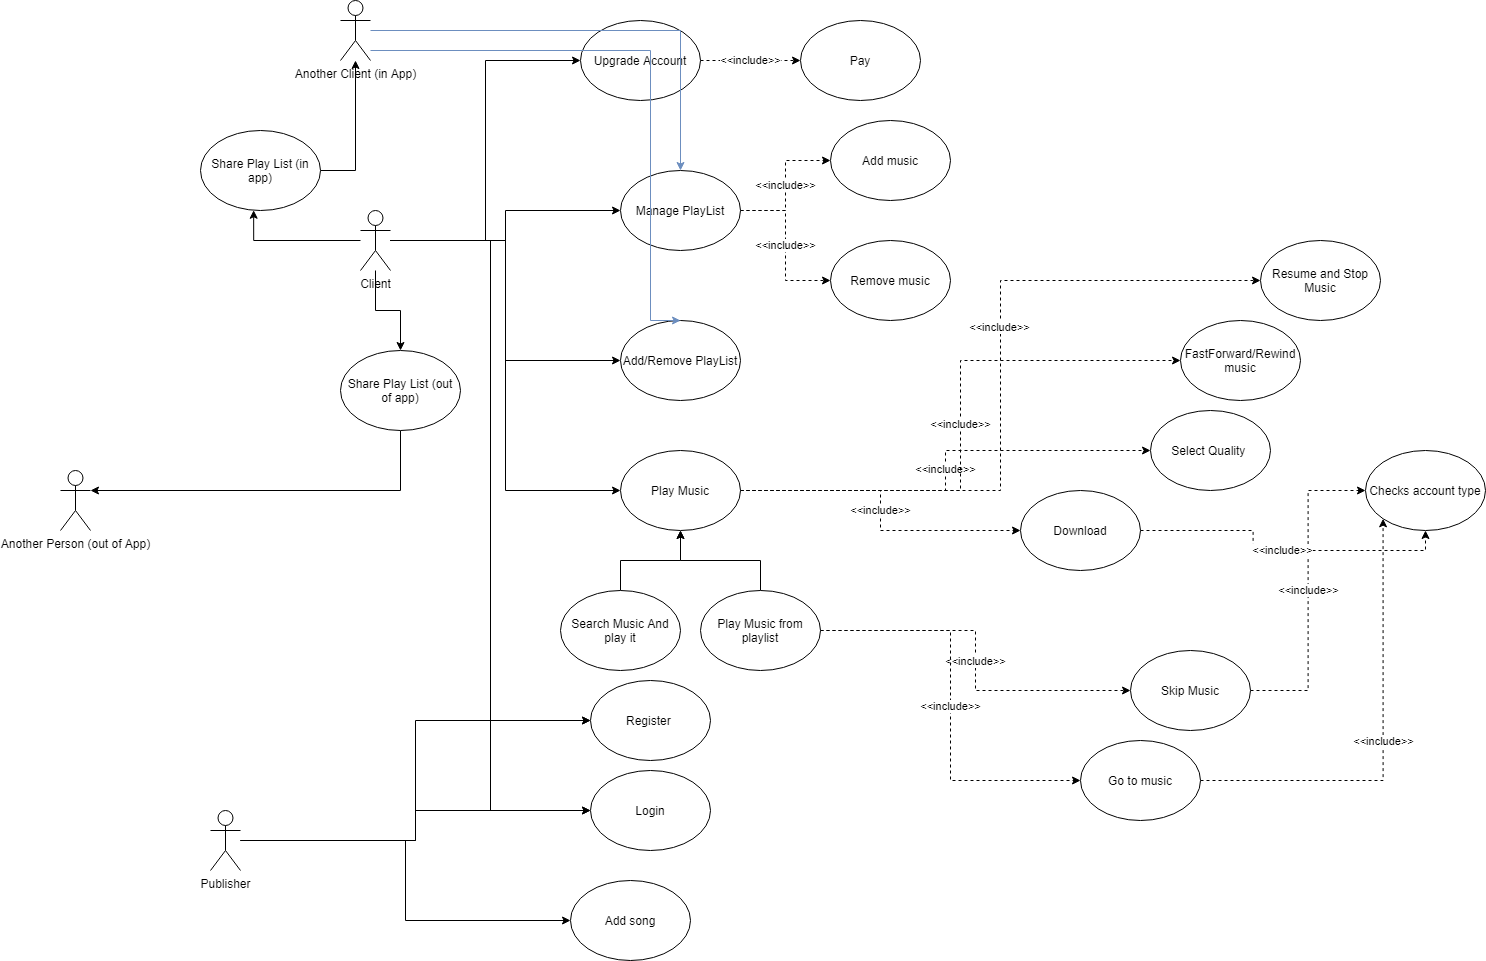 Another Client (in App)
Upgrade Account
<<include>>
Pay
Share Play List (in
app)
Add music
<<include>>
Manage PlayList
<<include>>
Remove music
Client
Resume and Stop
Music
<<include>>
Add/Remove PlayList
FastForward/Rewind
music
Share Play List (out
of app)
<<include>>
Select Quality
<<include>>
Play Music
Checks account type
<<include>>
Download
<<include>>
Another Person (out of App)
<<include>>
Search Music And
play it
Play Music from
playlist
<<include>>
Skip Music
<<include>>
Register
<<include>>
Go to music
Login
Publisher
Add song